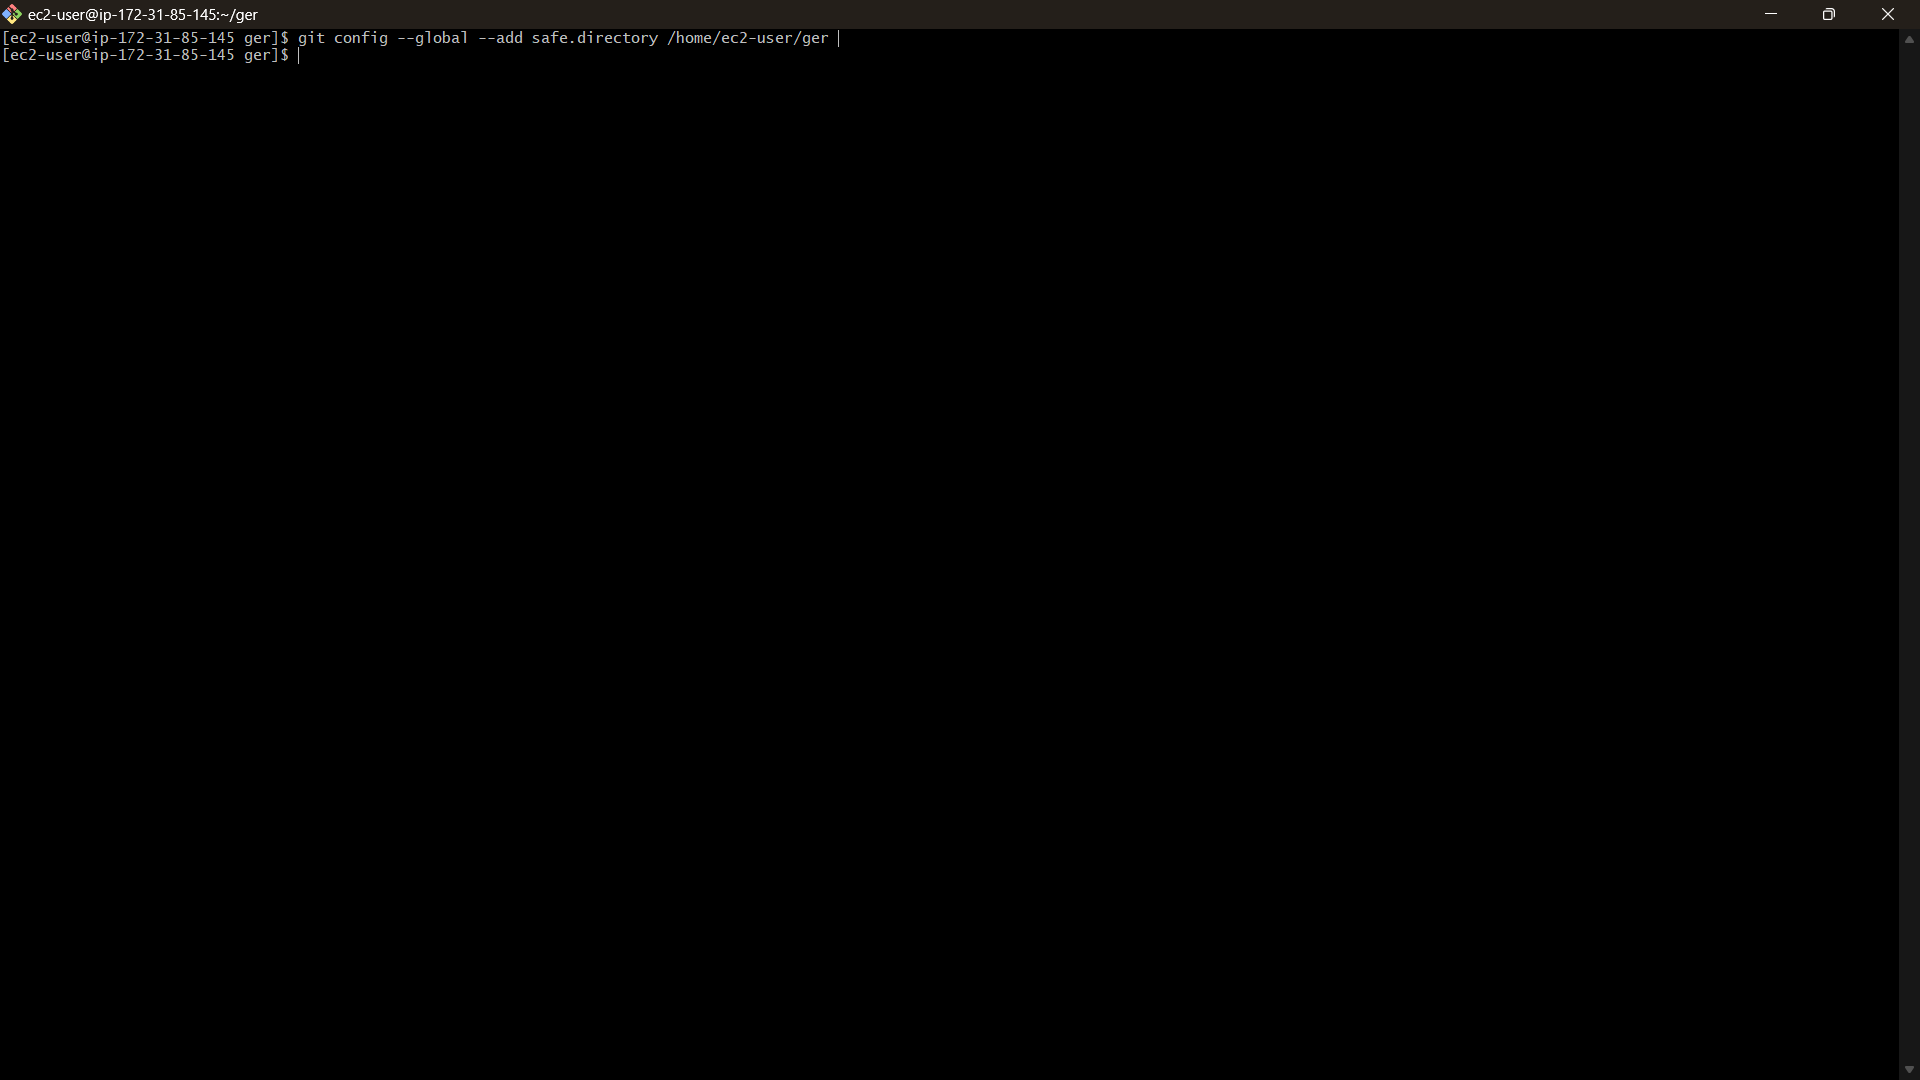 ec2-user@ip-172-31-85-145:~/ger
[ec2-user@ip-172-31-85-145 ger]$ git config --global --add safe.directory /home/ec2-user/ger
[ec2-user@ip-172-31-85-145 ger]$